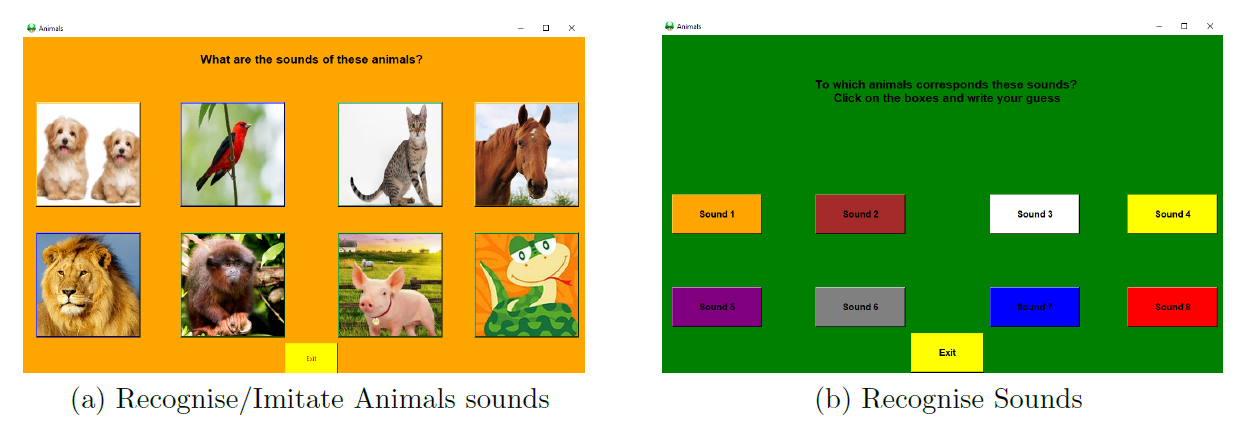 Animals
What are the sounds of these animals?
Exit
(a) Recognise/Imitate Animals sounds
Animals
To which animals corresponds these sounds?
Click on the boxes and write your guess
Sound 1
Sound 2
Sound 3
Sound 4
Sound 5
Sound 6
Sound 7
Sound 8
Exit
(b) Recognise Sounds